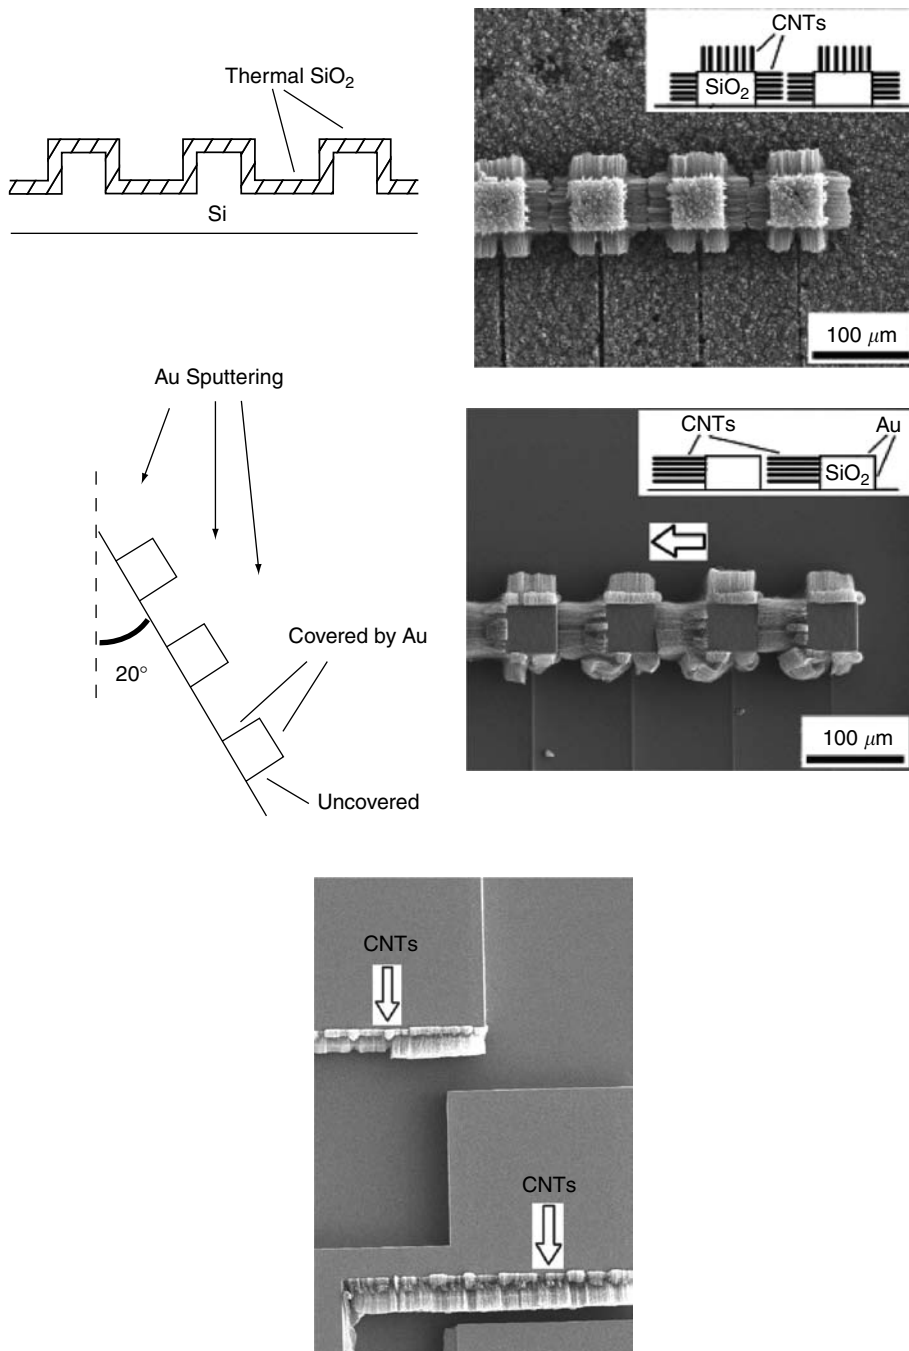 Thermal SiO₂
Si
CNTs
SiO₂
100 μm
Au Sputtering
20°
Covered by Au
Uncovered
CNTs
Au
SiO₂
100 μm
CNTs
CNTs